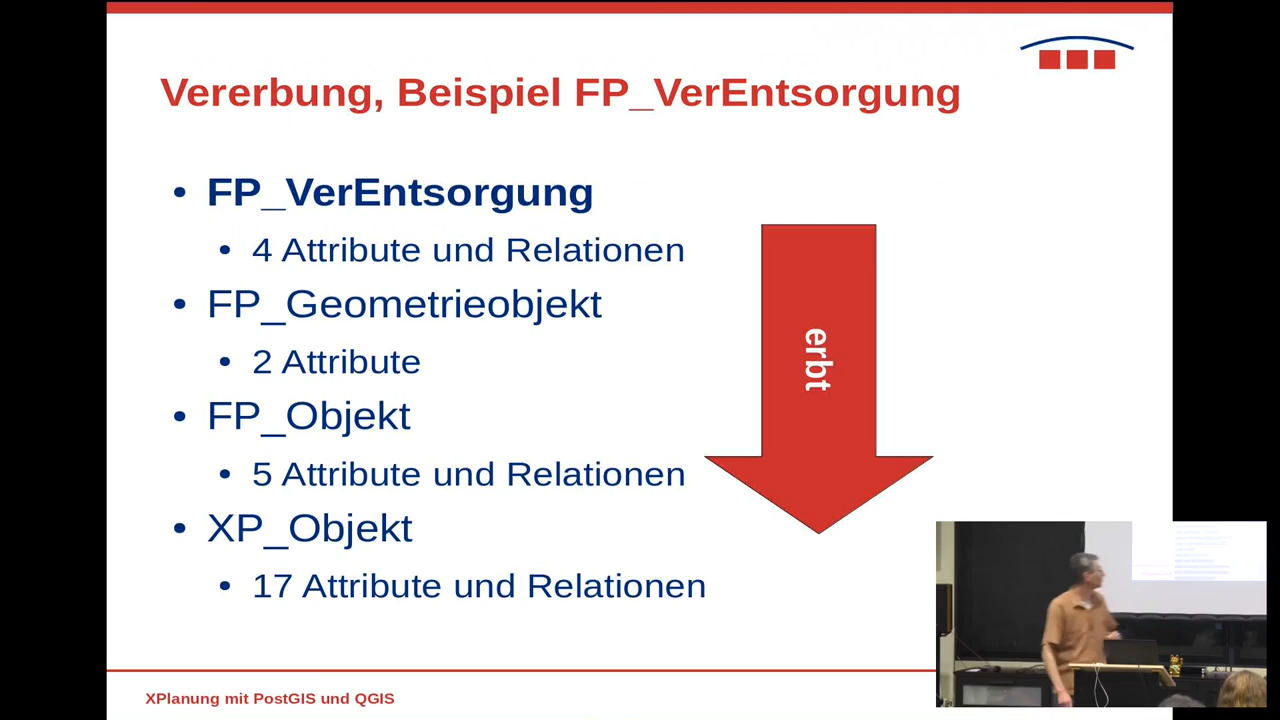 Vererbung, Beispiel FP_VerEntsorgung
• FP_VerEntsorgung
• 4 Attribute und Relationen
• FP_Geometrieobjekt
• 2 Attribute
• FP_Objekt
• 5 Attribute und Relationen
• XP_Objekt
• 17 Attribute und Relationen
erbt
XPlanung mit PostGIS und QGIS